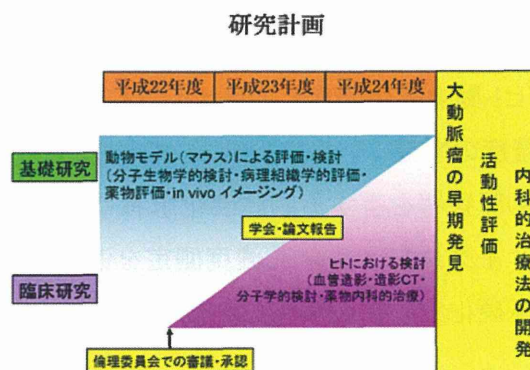 研究計画
平成22年度
平成23年度
平成24年度
基礎研究
動物モデル(マウス)による評価・検討
(分子生物学的検討・病理組織学的評価・
薬物評価・in vivo イメージング)
学会・論文報告
臨床研究
ヒトにおける検討
(血管造影・造影CT・
分子学的検討・薬物内科的治療)
倫理委員会での審議・承認
大動脈瘤の早期発見
活動性評価
内科的治療法の開発